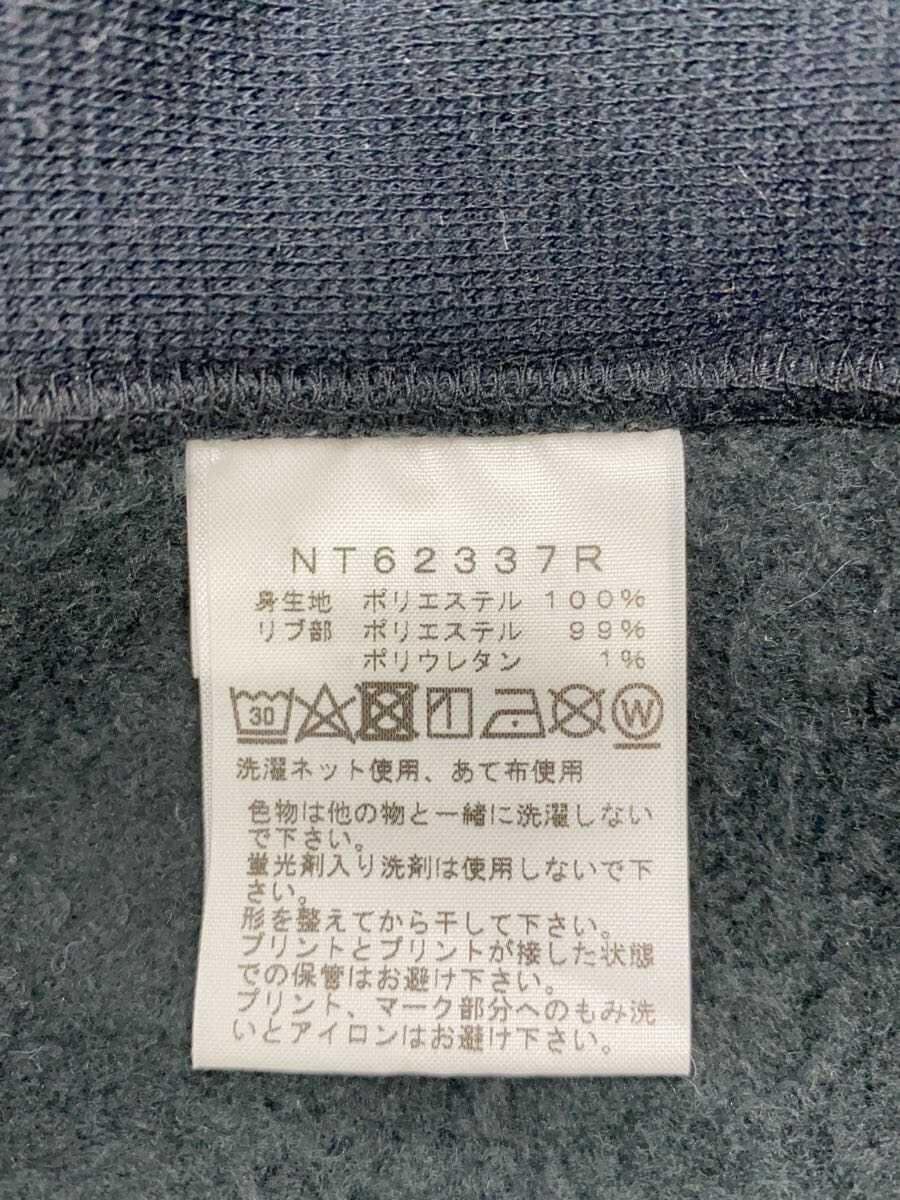 NT62337R
身生地 ポリエステル 100%
リブ部 ポリエステル 99%
ポリウレタン 1%
30 W
洗濯ネット使用、あて布使用
色物は他の物と一緒に洗濯しない
で下さい。
蛍光剤入り洗剤は使用しないで下
さい。
形を整えてから干して下さい。
プリントとプリントが接した状態
での保管はお避け下さい。
プリント、マーク部分へのもみ洗
いとアイロンはお避け下さい。